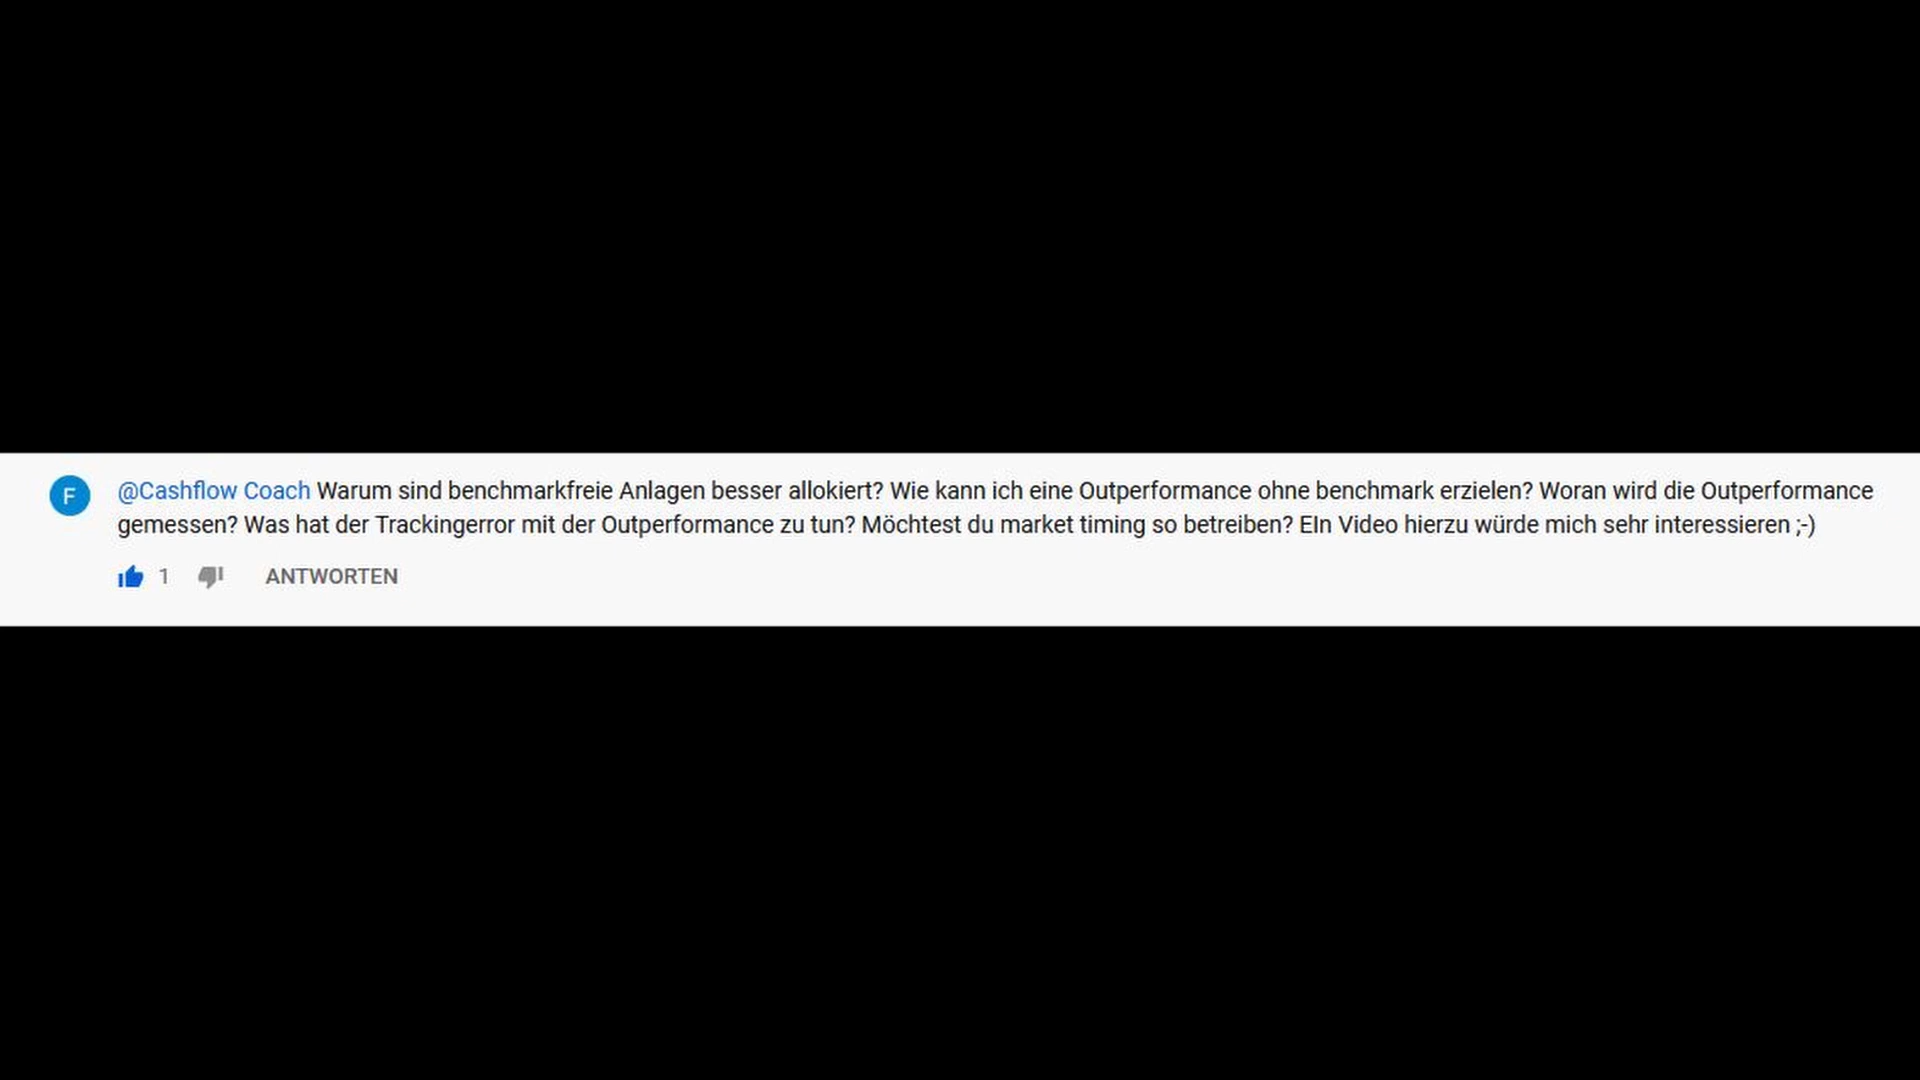 F
@Cashflow Coach Warum sind benchmarkfreie Anlagen besser allokiert? Wie kann ich eine Outperformance ohne benchmark erzielen? Woran wird die Outperformance
gemessen? Was hat der Trackingerror mit der Outperformance zu tun? Möchtest du market timing so betreiben? EIn Video hierzu würde mich sehr interessieren ;-)
1 ANTWORTEN